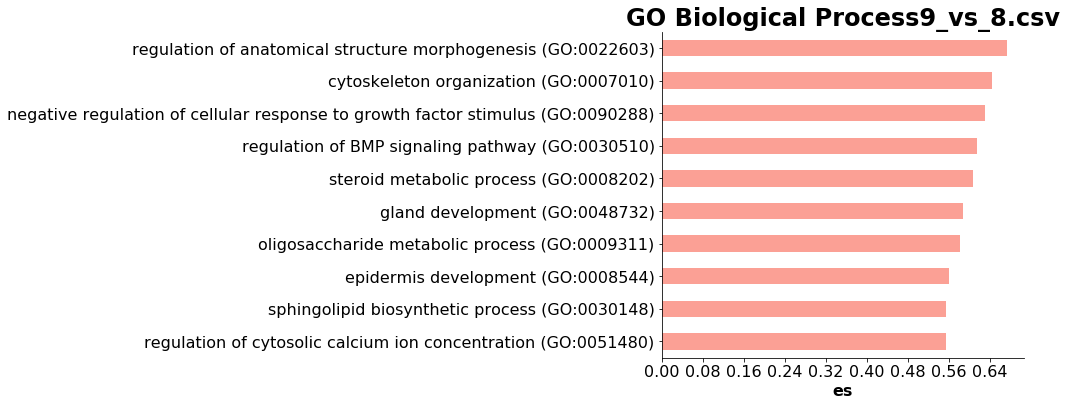 GO Biological Process9_vs_8.csv
regulation of anatomical structure morphogenesis (GO:0022603)
cytoskeleton organization (GO:0007010)
negative regulation of cellular response to growth factor stimulus (GO:0090288)
regulation of BMP signaling pathway (GO:0030510)
steroid metabolic process (GO:0008202)
gland development (GO:0048732)
oligosaccharide metabolic process (GO:0009311)
epidermis development (GO:0008544)
sphingolipid biosynthetic process (GO:0030148)
regulation of cytosolic calcium ion concentration (GO:0051480)
0.00 0.08 0.16 0.24 0.32 0.40 0.48 0.56 0.64
es